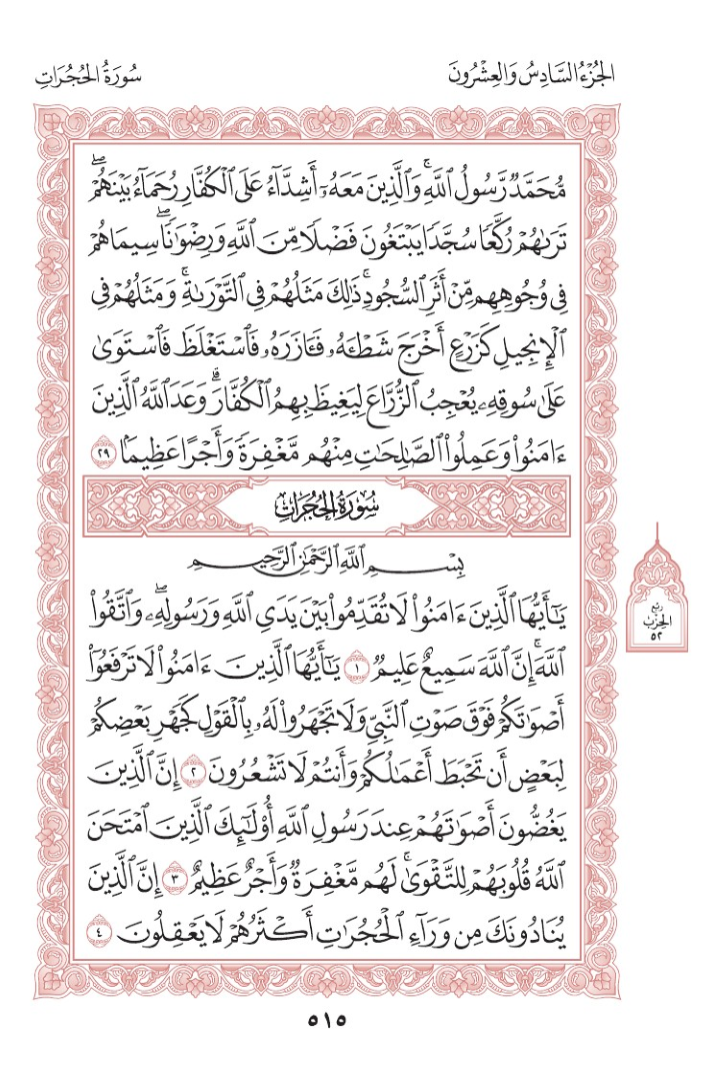 الجُزْءُ السَّادِسُ وَالعِشْرُونَ
سُورَةُ الحُجُرَاتِ
مُّحَمَّدٞ رَّسُولُ ٱللَّهِۚ وَٱلَّذِينَ مَعَهُۥٓ أَشِدَّآءُ عَلَى ٱلۡكُفَّارِ رُحَمَآءُ بَيۡنَهُمۡۖ
تَرَىٰهُمۡ رُكَّعٗا سُجَّدٗا يَبۡتَغُونَ فَضۡلٗا مِّنَ ٱللَّهِ وَرِضۡوَٰنٗاۖ سِيمَاهُمۡ
فِي وُجُوهِهِم مِّنۡ أَثَرِ ٱلسُّجُودِۚ ذَٰلِكَ مَثَلُهُمۡ فِي ٱلتَّوۡرَىٰةِۚ وَمَثَلُهُمۡ فِي
ٱلۡإِنجِيلِ كَزَرۡعٍ أَخۡرَجَ شَطۡـَٔهُۥ فَـَٔازَرَهُۥ فَٱسۡتَغۡلَظَ فَٱسۡتَوَىٰ
عَلَىٰ سُوقِهِۦ يُعۡجِبُ ٱلزُّرَّاعَ لِيَغِيظَ بِهِمُ ٱلۡكُفَّارَۗ وَعَدَ ٱللَّهُ ٱلَّذِينَ
ءَامَنُواْ وَعَمِلُواْ ٱلصَّٰلِحَٰتِ مِنۡهُم مَّغۡفِرَةٗ وَأَجۡرًا عَظِيمَۢا ٢٩
سُورَةُ الحُجُرَاتِ
بِسۡمِ ٱللَّهِ ٱلرَّحۡمَٰنِ ٱلرَّحِيمِ
يَٰٓأَيُّهَا ٱلَّذِينَ ءَامَنُواْ لَا تُقَدِّمُواْ بَيۡنَ يَدَيِ ٱللَّهِ وَرَسُولِهِۦۖ وَٱتَّقُواْ
ٱللَّهَۚ إِنَّ ٱللَّهَ سَمِيعٌ عَلِيمٞ ١ يَٰٓأَيُّهَا ٱلَّذِينَ ءَامَنُواْ لَا تَرۡفَعُوٓاْ
أَصۡوَٰتَكُمۡ فَوۡقَ صَوۡتِ ٱلنَّبِيِّ وَلَا تَجۡهَرُواْ لَهُۥ بِٱلۡقَوۡلِ كَجَهۡرِ بَعۡضِكُمۡ
لِبَعۡضٍ أَن تَحۡبَطَ أَعۡمَٰلُكُمۡ وَأَنتُمۡ لَا تَشۡعُرُونَ ٢ إِنَّ ٱلَّذِينَ
يَغُضُّونَ أَصۡوَٰتَهُمۡ عِندَ رَسُولِ ٱللَّهِ أُوْلَٰٓئِكَ ٱلَّذِينَ ٱمۡتَحَنَ
ٱللَّهُ قُلُوبَهُمۡ لِلتَّقۡوَىٰۚ لَهُم مَّغۡفِرَةٞ وَأَجۡرٌ عَظِيمٌ ٣ إِنَّ ٱلَّذِينَ
يُنَادُونَكَ مِن وَرَآءِ ٱلۡحُجُرَٰتِ أَكۡثَرُهُمۡ لَا يَعۡقِلُونَ ٤
ربع
الحِزْب
٥٢
٥١٥